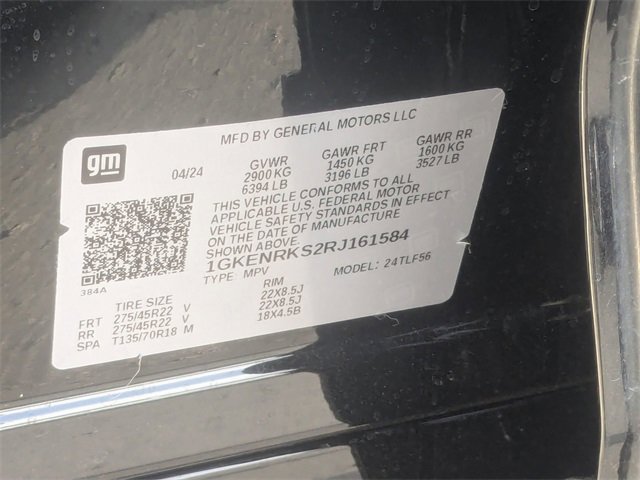 gm
MFD BY GENERAL MOTORS LLC
04/24 GVWR GAWR FRT GAWR RR
2900 KG 1450 KG 1600 KG
6394 LB 3196 LB 3527 LB
THIS VEHICLE CONFORMS TO ALL
APPLICABLE U.S. FEDERAL MOTOR
VEHICLE SAFETY STANDARDS IN EFFECT
ON THE DATE OF MANUFACTURE
1GKENRKS2RJ161584
TYPE: MPV MODEL: 24TLF56
384A
TIRE SIZE RIM
FRT 275/45R22 V 22X8.5J
RR 275/45R22 V 22X8.5J
SPA T135/70R18 M 18X4.5B